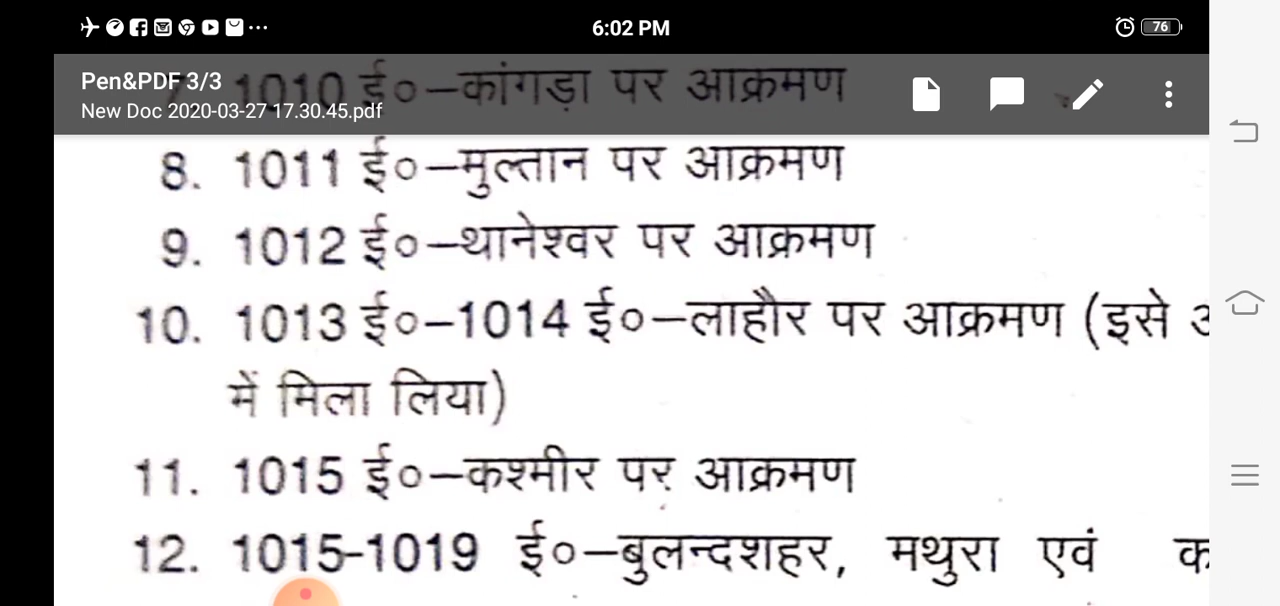 6:02 PM
76
Pen&PDF 3/3
New Doc 2020-03-27 17.30.45.pdf
7. 1010 ई०–कांगड़ा पर आक्रमण
8. 1011 ई०–मुल्तान पर आक्रमण
9. 1012 ई०–थानेश्वर पर आक्रमण
10. 1013 ई०–1014 ई०–लाहौर पर आक्रमण (इसे
में मिला लिया)
11. 1015 ई०–कश्मीर पर आक्रमण
12. 1015-1019 ई०–बुलन्दशहर, मथुरा एवं